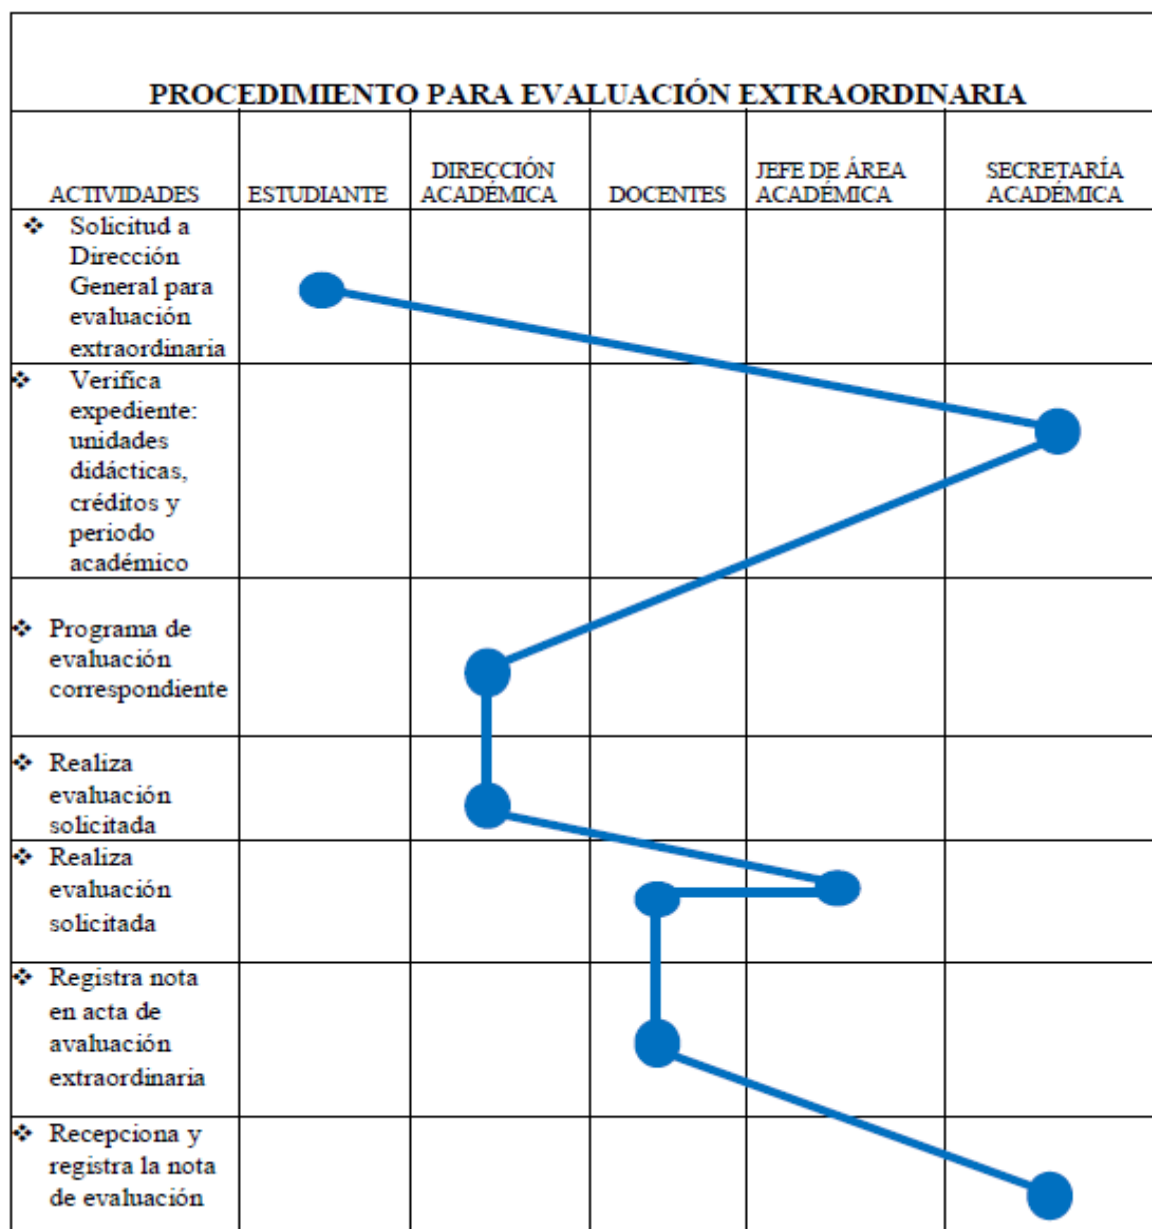 PROCEDIMIENTO PARA EVALUACIÓN EXTRAORDINARIA
ACTIVIDADES
ESTUDIANTE
DIRECCIÓN
ACADÉMICA
DOCENTES
JEFE DE ÁREA
ACADÉMICA
SECRETARÍA
ACADÉMICA
❖ Solicitud a
Dirección
General para
evaluación
extraordinaria
❖ Verifica
expediente:
unidades
didácticas,
créditos y
periodo
académico
❖ Programa de
evaluación
correspondiente
❖ Realiza
evaluación
solicitada
❖ Realiza
evaluación
solicitada
❖ Registra nota
en acta de
avaluación
extraordinaria
❖ Recepciona y
registra la nota
de evaluación